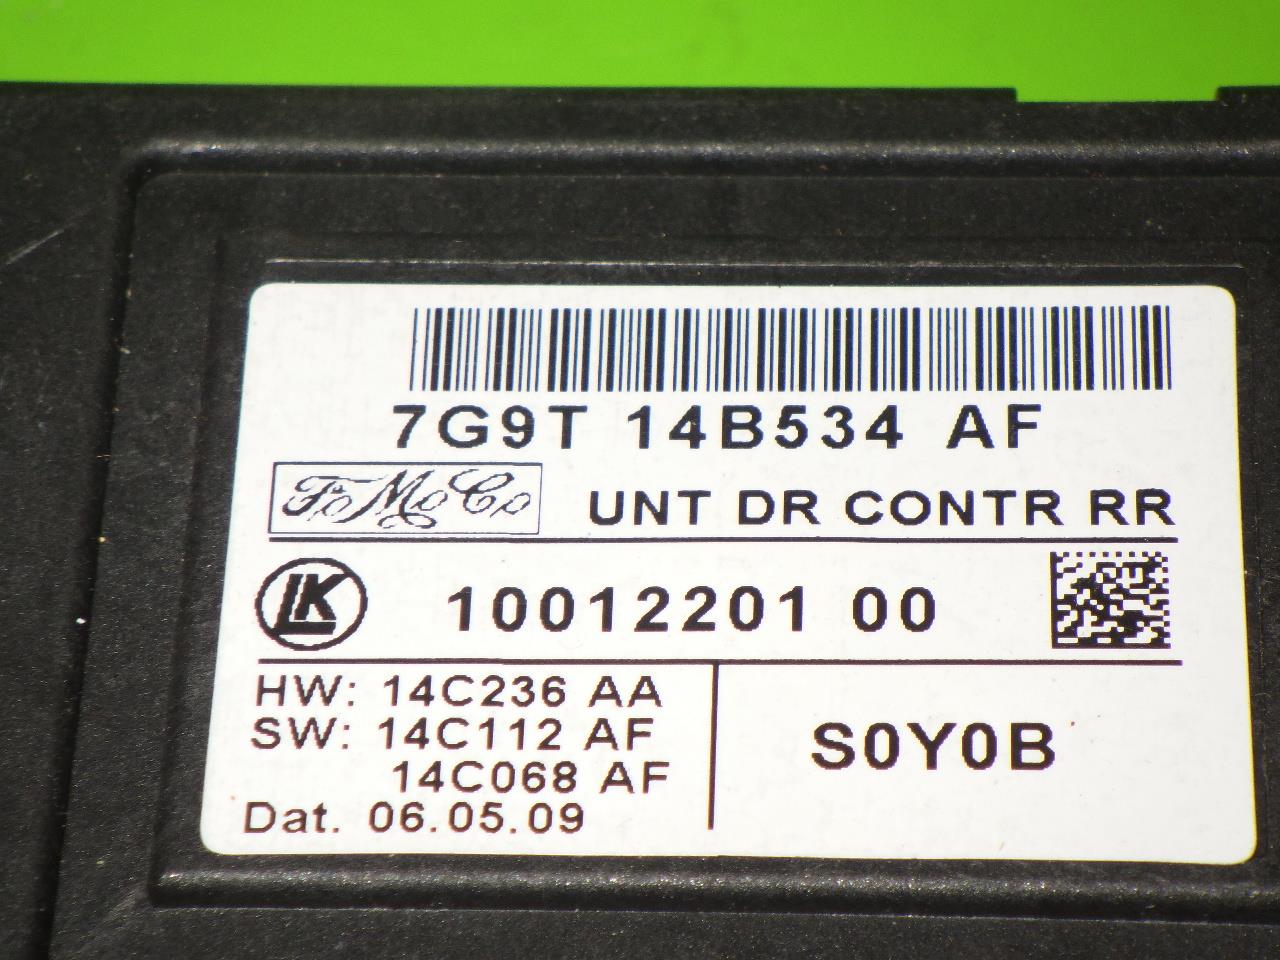 7G9T 14B534 AF
FoMoCo
UNT DR CONTR RR
LK
10012201 00
HW: 14C236 AA
SW: 14C112 AF
14C068 AF
Dat. 06.05.09
S0Y0B